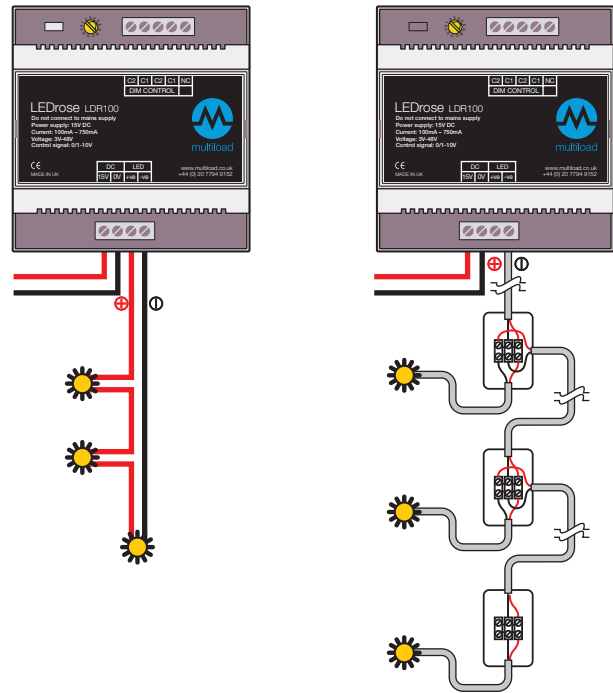 C2 C1 C2 C1 NC
DIM CONTROL
LEDrose LDR100
Do not connect to mains supply
Power supply: 15V DC
Current: 100mA ~ 750mA
Voltage: 3V-48V
Control signal: 0/1-10V
multiload
CE
MADE IN UK
DC LED
15V 0V +ve -ve
www.multiload.co.uk
+44 (0) 20 7794 9152
C2 C1 C2 C1 NC
DIM CONTROL
LEDrose LDR100
Do not connect to mains supply
Power supply: 15V DC
Current: 100mA ~ 750mA
Voltage: 3V-48V
Control signal: 0/1-10V
multiload
CE
MADE IN UK
DC LED
15V 0V +ve -ve
www.multiload.co.uk
+44 (0) 20 7794 9152